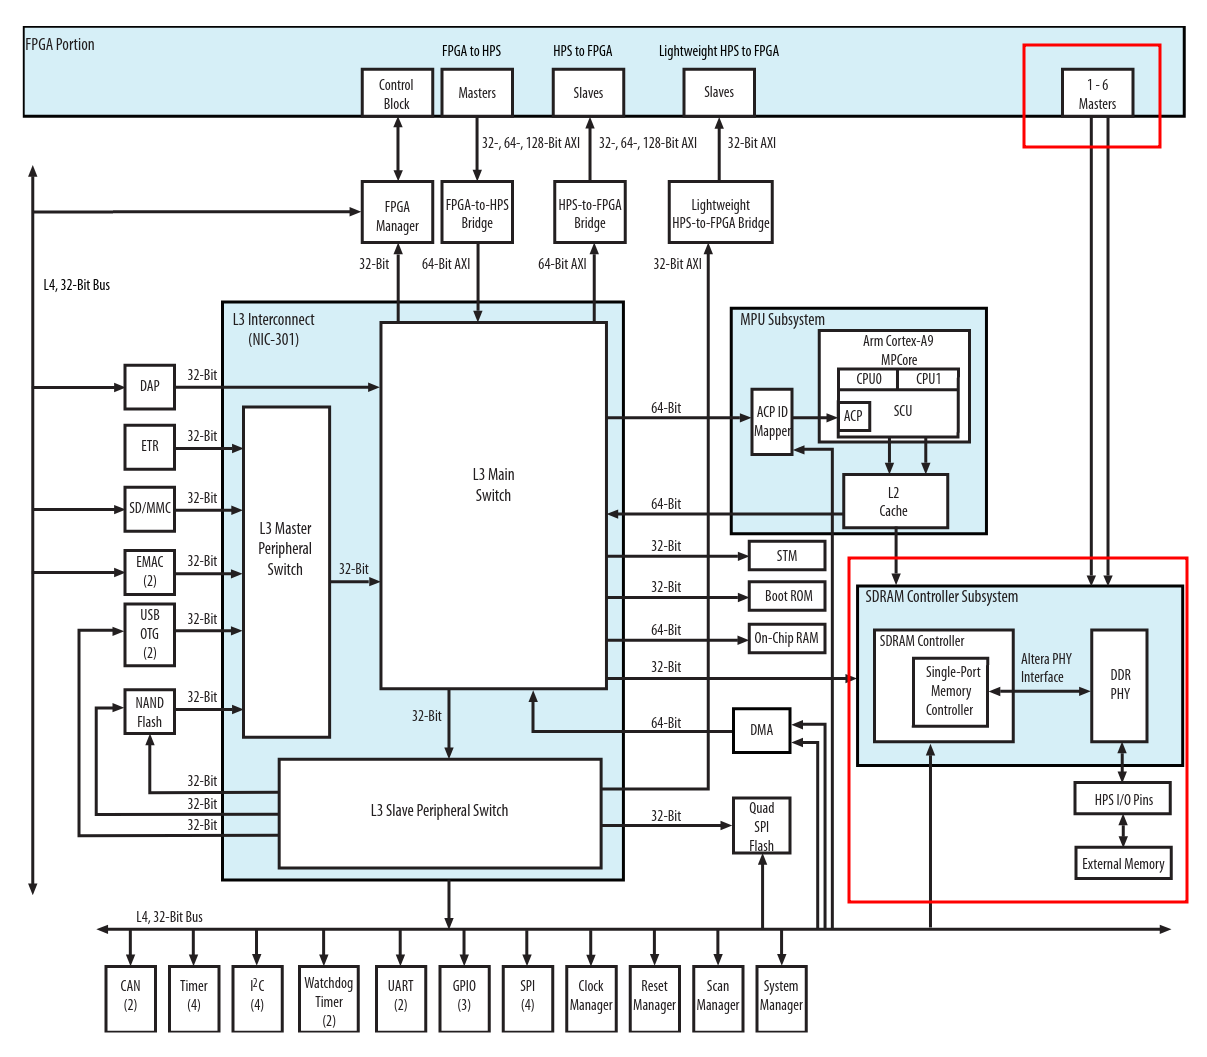 FPGA Portion
FPGA to HPS
HPS to FPGA
Lightweight HPS to FPGA
Control
Block
Masters
Slaves
Slaves
1 - 6
Masters
32-, 64-, 128-Bit AXI
32-, 64-, 128-Bit AXI
32-Bit AXI
FPGA
Manager
FPGA-to-HPS
Bridge
HPS-to-FPGA
Bridge
Lightweight
HPS-to-FPGA Bridge
32-Bit
64-Bit AXI
64-Bit AXI
32-Bit AXI
L4, 32-Bit Bus
L3 Interconnect
(NIC-301)
MPU Subsystem
Arm Cortex-A9
MPCore
CPU0
CPU1
ACP
SCU
ACP ID
Mapper
L2
Cache
DAP
32-Bit
ETR
32-Bit
SD/MMC
32-Bit
EMAC
(2)
32-Bit
USB
OTG
(2)
32-Bit
NAND
Flash
32-Bit
L3 Master
Peripheral
Switch
32-Bit
L3 Main
Switch
64-Bit
64-Bit
32-Bit
STM
32-Bit
Boot ROM
64-Bit
On-Chip RAM
32-Bit
64-Bit
DMA
32-Bit
32-Bit
32-Bit
32-Bit
L3 Slave Peripheral Switch
32-Bit
Quad
SPI
Flash
SDRAM Controller Subsystem
SDRAM Controller
Single-Port
Memory
Controller
Altera PHY
Interface
DDR
PHY
HPS I/O Pins
External Memory
L4, 32-Bit Bus
CAN
(2)
Timer
(4)
I²C
(4)
Watchdog
Timer
(2)
UART
(2)
GPIO
(3)
SPI
(4)
Clock
Manager
Reset
Manager
Scan
Manager
System
Manager